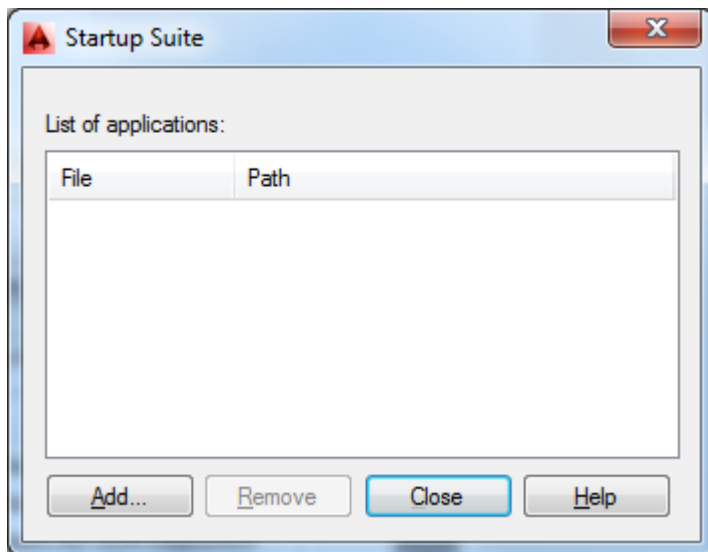 Startup Suite
List of applications:
File Path
Add... Remove Close Help